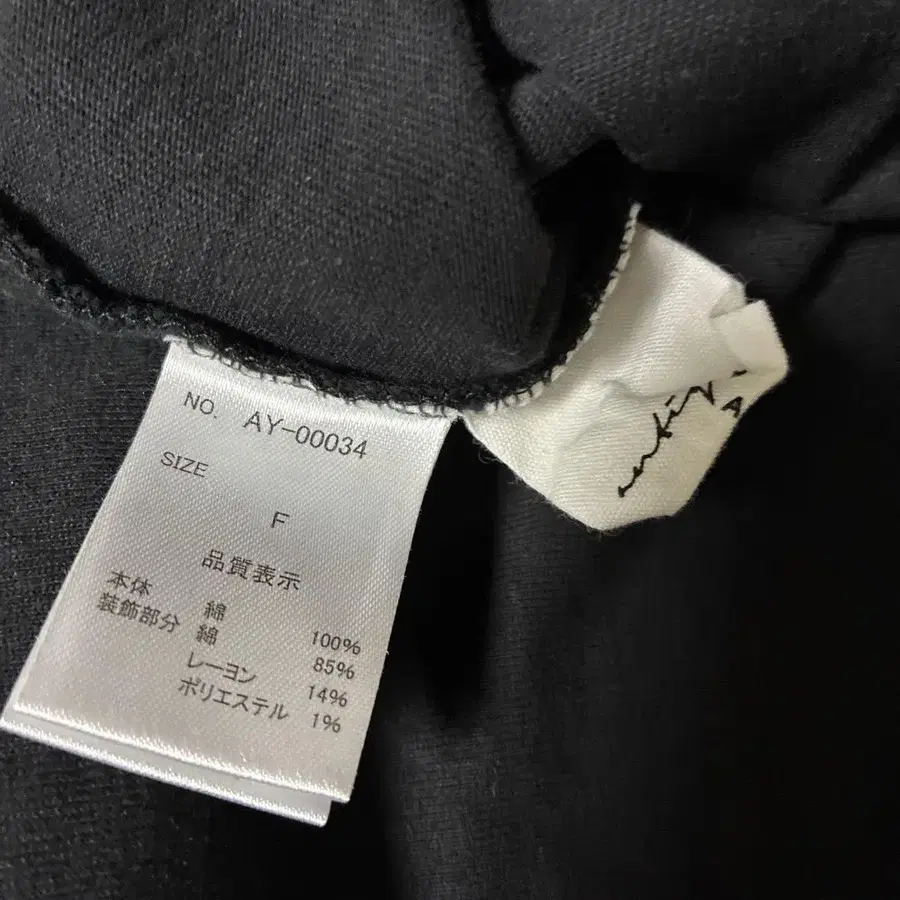 NO. AY-00034
SIZE
F
品質表示
本体 綿 100%
装飾部分 綿 85%
レーヨン 14%
ポリエステル 1%
A